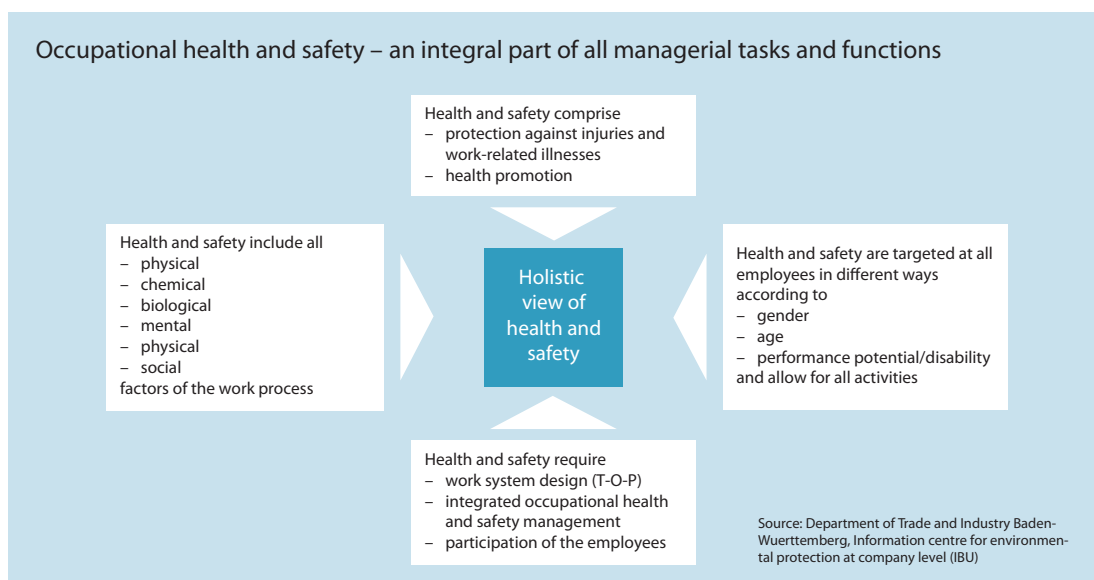 Occupational health and safety – an integral part of all managerial tasks and functions
Health and safety comprise
– protection against injuries and
work-related illnesses
– health promotion
Health and safety include all
– physical
– chemical
– biological
– mental
– physical
– social
factors of the work process
Holistic
view of
health and
safety
Health and safety are targeted at all
employees in different ways
according to
– gender
– age
– performance potential/disability
and allow for all activities
Health and safety require
– work system design (T-O-P)
– integrated occupational health
and safety management
– participation of the employees
Source: Department of Trade and Industry Baden-
Wuerttemberg, Information centre for environmen-
tal protection at company level (IBU)